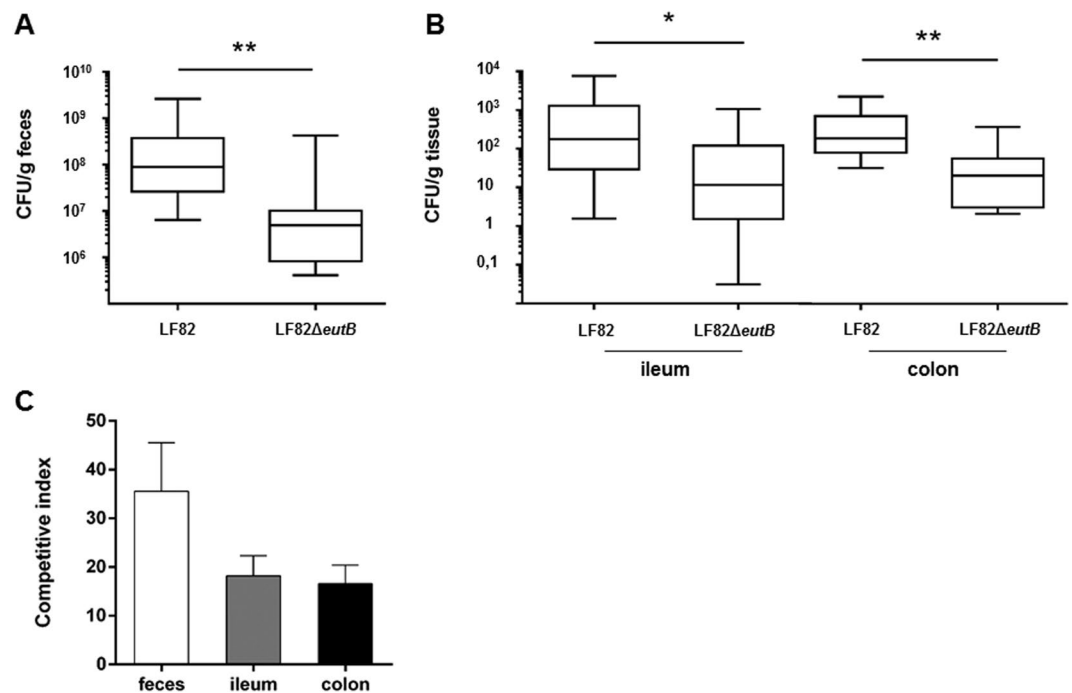 A
**
CFU/g feces
10^10
10^9
10^8
10^7
10^6
LF82
LF82ΔeutB
B
*
**
CFU/g tissue
10^4
10^3
10^2
10
1
0,1
LF82
LF82ΔeutB
LF82
LF82ΔeutB
ileum
colon
C
Competitive index
50
40
30
20
10
0
feces
ileum
colon